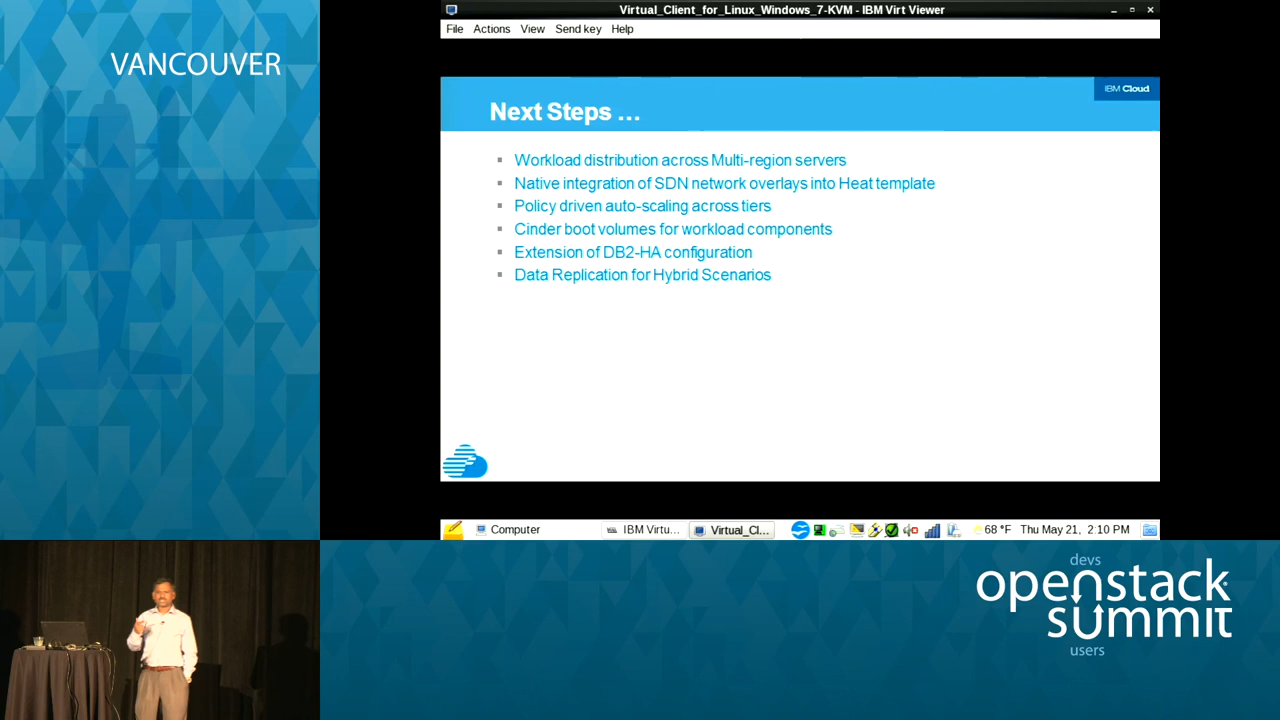 VANCOUVER
Virtual_Client_for_Linux_Windows_7-KVM - IBM Virt Viewer
File Actions View Send key Help
IBM Cloud
Next Steps …
Workload distribution across Multi-region servers
Native integration of SDN network overlays into Heat template
Policy driven auto-scaling across tiers
Cinder boot volumes for workload components
Extension of DB2-HA configuration
Data Replication for Hybrid Scenarios
Computer IBM Virtu... Virtual_Cl... 68 °F Thu May 21, 2:10 PM
devs
openstack
summit
users